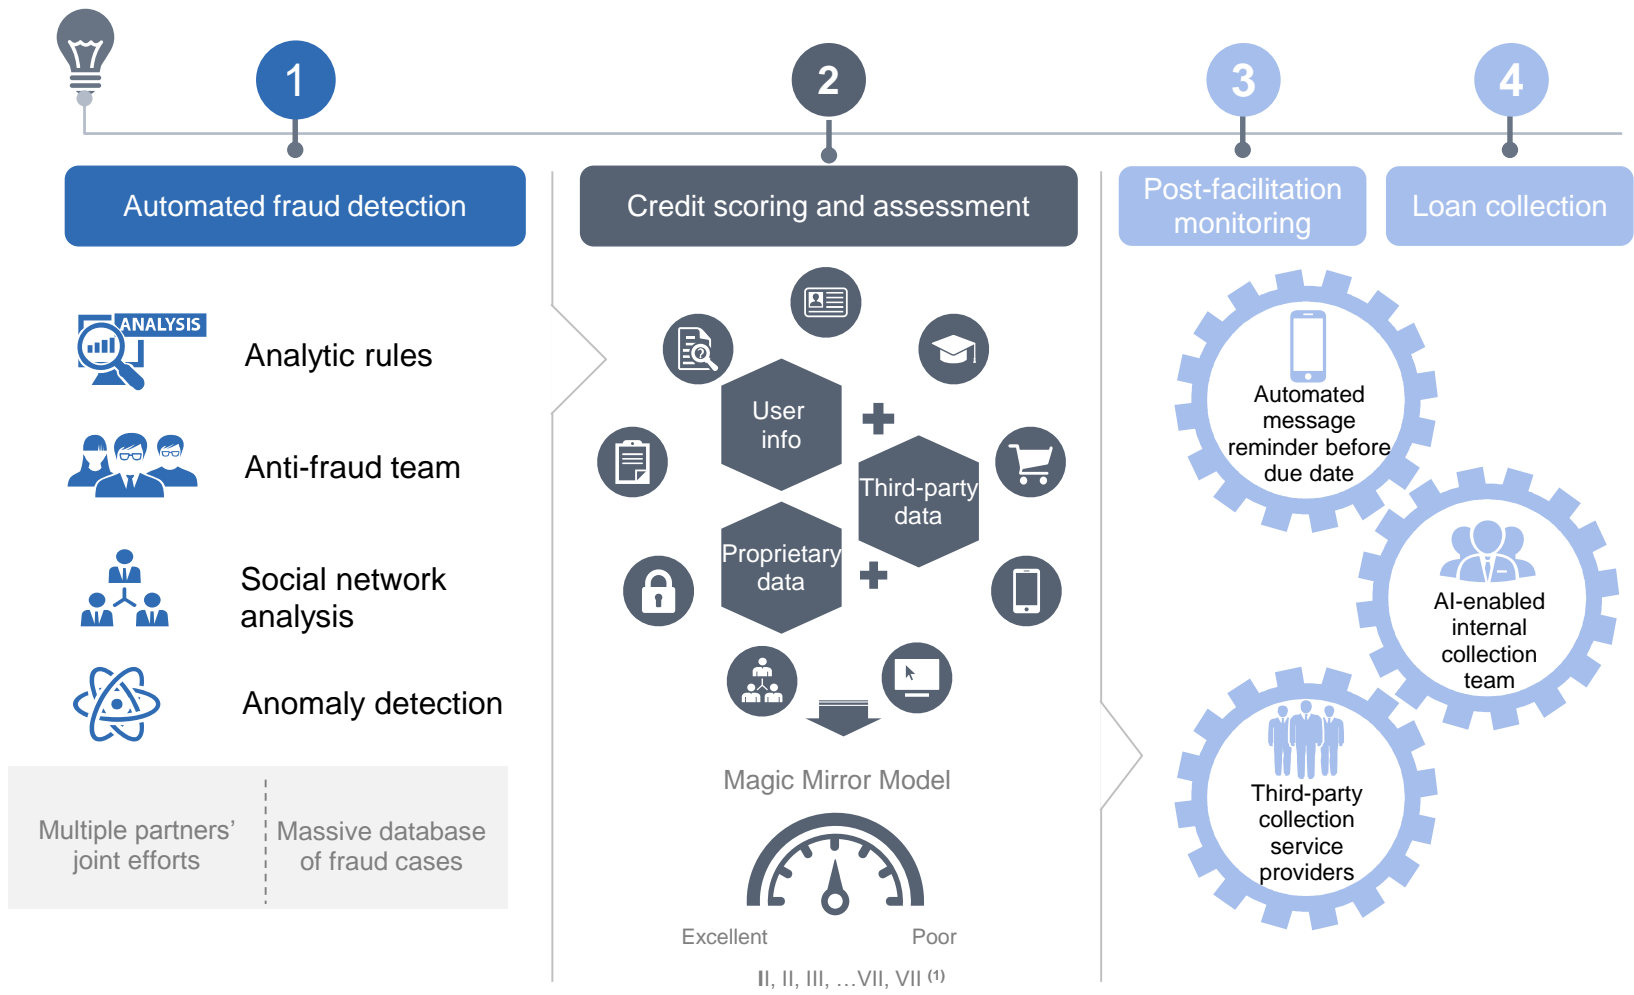 1
2
3
4
Automated fraud detection
Credit scoring and assessment
Post-facilitation
monitoring
Loan collection
ANALYSIS
Analytic rules
Anti-fraud team
Social network
analysis
Anomaly detection
Multiple partners’
joint efforts
Massive database
of fraud cases
User
info
Third-party
data
Proprietary
data
?
Magic Mirror Model
Excellent
Poor
II, II, III, …VII, VII (1)
Automated
message
reminder before
due date
AI-enabled
internal
collection
team
Third-party
collection
service
providers